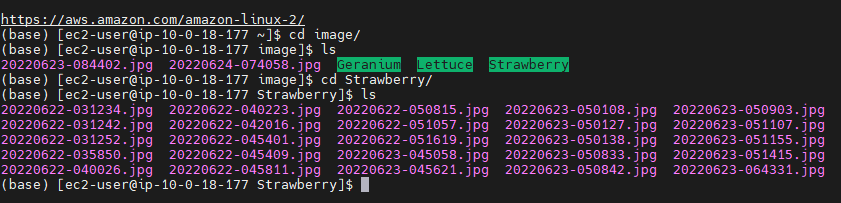 https://aws.amazon.com/amazon-linux-2/
(base) [ec2-user@ip-10-0-18-177 ~]$ cd image/
(base) [ec2-user@ip-10-0-18-177 image]$ ls
20220623-084402.jpg  20220624-074058.jpg  Geranium  Lettuce  Strawberry
(base) [ec2-user@ip-10-0-18-177 image]$ cd Strawberry/
(base) [ec2-user@ip-10-0-18-177 Strawberry]$ ls
20220622-031234.jpg  20220622-040223.jpg  20220622-050815.jpg  20220623-050108.jpg  20220623-050903.jpg
20220622-031242.jpg  20220622-042016.jpg  20220622-051057.jpg  20220623-050127.jpg  20220623-051107.jpg
20220622-031252.jpg  20220622-045401.jpg  20220622-051619.jpg  20220623-050138.jpg  20220623-051155.jpg
20220622-035850.jpg  20220622-045409.jpg  20220623-045058.jpg  20220623-050833.jpg  20220623-051415.jpg
20220622-040026.jpg  20220622-045811.jpg  20220623-045621.jpg  20220623-050842.jpg  20220623-064331.jpg
(base) [ec2-user@ip-10-0-18-177 Strawberry]$